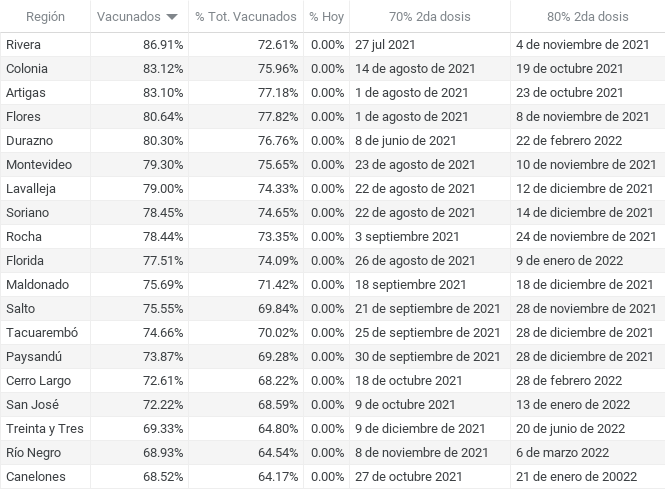 Región Vacunados % Tot. Vacunados % Hoy 70% 2da dosis 80% 2da dosis
Rivera 86.91% 72.61% 0.00% 27 jul 2021 4 de noviembre de 2021
Colonia 83.12% 75.96% 0.00% 14 de agosto de 2021 19 de octubre 2021
Artigas 83.10% 77.18% 0.00% 1 de agosto de 2021 23 de octubre 2021
Flores 80.64% 77.82% 0.00% 1 de agosto de 2021 8 de noviembre de 2021
Durazno 80.30% 76.76% 0.00% 8 de junio de 2021 22 de febrero 2022
Montevideo 79.30% 75.65% 0.00% 23 de agosto de 2021 10 de noviembre de 2021
Lavalleja 79.00% 74.33% 0.00% 22 de agosto de 2021 12 de diciembre de 2021
Soriano 78.45% 74.65% 0.00% 22 de agosto de 2021 14 de diciembre de 2021
Rocha 78.44% 73.35% 0.00% 3 septiembre 2021 24 de noviembre de 2021
Florida 77.51% 74.09% 0.00% 26 de agosto de 2021 9 de enero de 2022
Maldonado 75.69% 71.42% 0.00% 18 septiembre 2021 18 de diciembre de 2021
Salto 75.55% 69.84% 0.00% 21 de septiembre de 2021 28 de noviembre de 2021
Tacuarembó 74.66% 70.02% 0.00% 25 de septiembre de 2021 28 de diciembre de 2021
Paysandú 73.87% 69.28% 0.00% 30 de septiembre de 2021 28 de diciembre de 2021
Cerro Largo 72.61% 68.22% 0.00% 18 de octubre 2021 28 de febrero 2022
San José 72.22% 68.59% 0.00% 9 de octubre 2021 13 de enero de 2022
Treinta y Tres 69.33% 64.80% 0.00% 9 de diciembre de 2021 20 de junio de 2022
Río Negro 68.93% 64.54% 0.00% 8 de noviembre de 2021 6 de marzo 2022
Canelones 68.52% 64.17% 0.00% 27 de octubre 2021 21 de enero de 20022